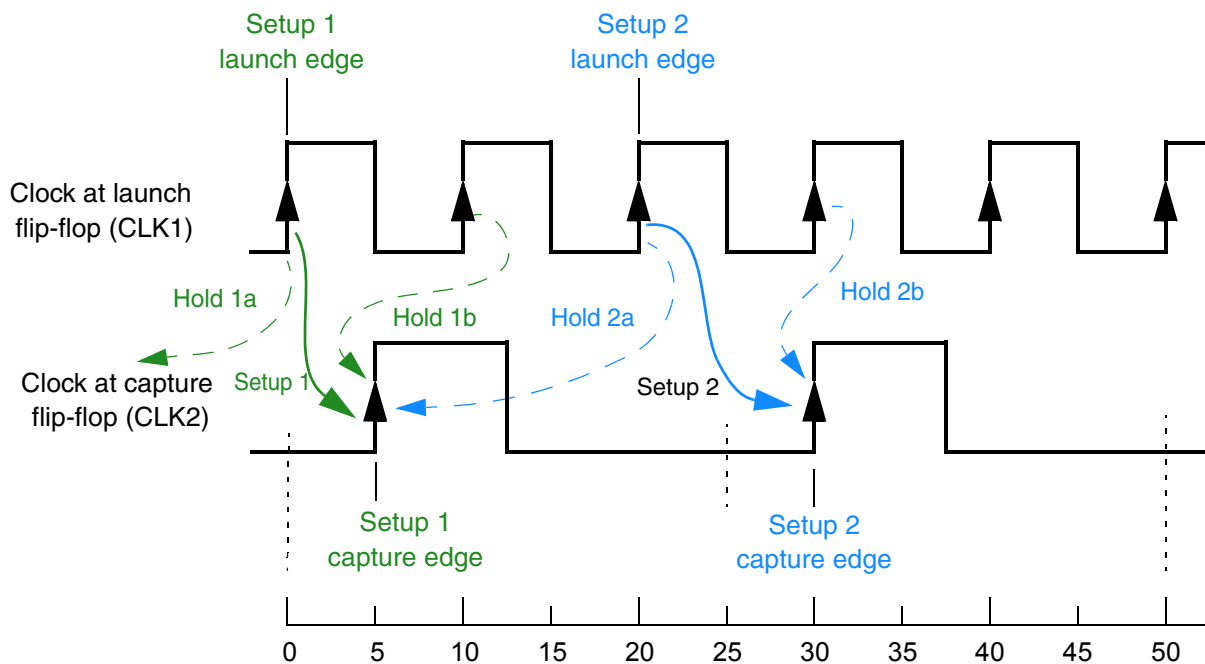 Setup 1
launch edge
Setup 2
launch edge
Clock at launch
flip-flop (CLK1)
Hold 1a
Hold 1b
Hold 2a
Hold 2b
Clock at capture
flip-flop (CLK2)
Setup 1
Setup 2
Setup 1
capture edge
Setup 2
capture edge
0 5 10 15 20 25 30 35 40 45 50